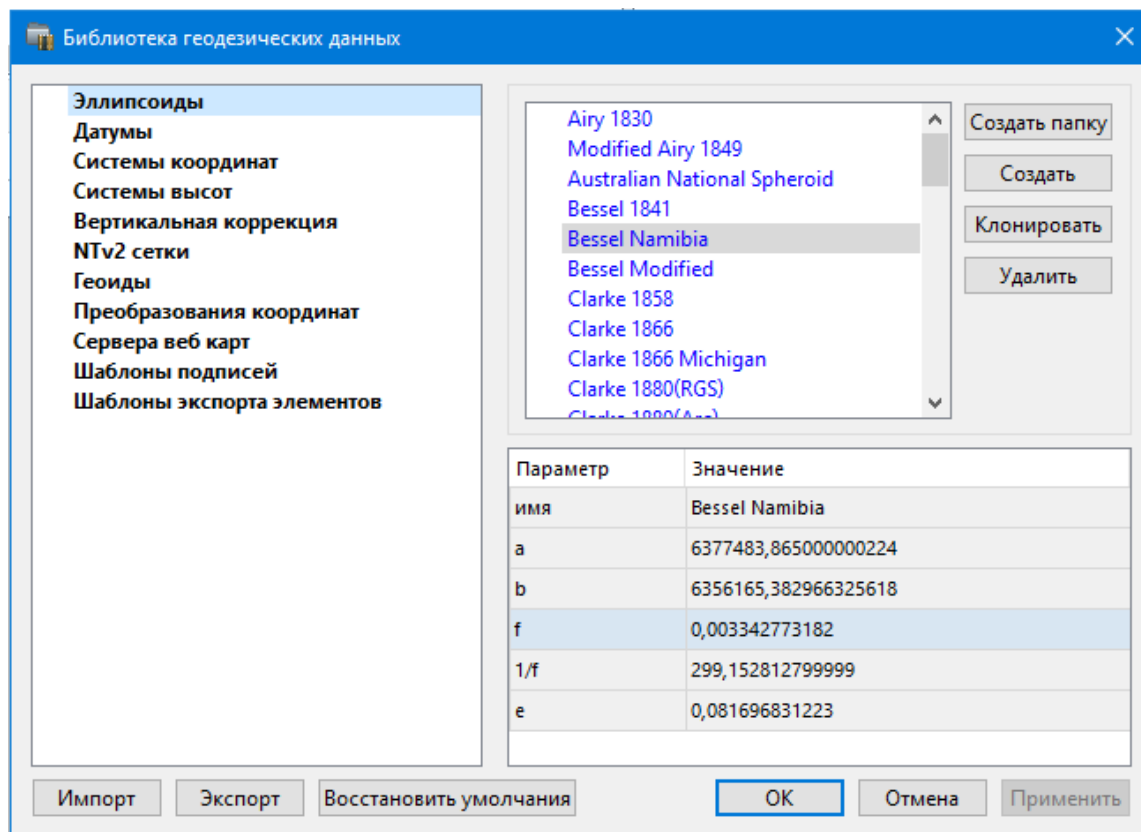 Библиотека геодезических данных
Эллипсоиды
Датумы
Системы координат
Системы высот
Вертикальная коррекция
NTv2 сетки
Геоиды
Преобразования координат
Сервера веб карт
Шаблоны подписей
Шаблоны экспорта элементов
Airy 1830
Modified Airy 1849
Australian National Spheroid
Bessel 1841
Bessel Namibia
Bessel Modified
Clarke 1858
Clarke 1866
Clarke 1866 Michigan
Clarke 1880(RGS)
Clarke 1880(Arc)
Создать папку
Создать
Клонировать
Удалить
Параметр Значение
имя Bessel Namibia
a 6377483,865000000224
b 6356165,382966325618
f 0,003342773182
1/f 299,152812799999
e 0,081696831223
Импорт Экспорт Восстановить умолчания OK Отмена Применить